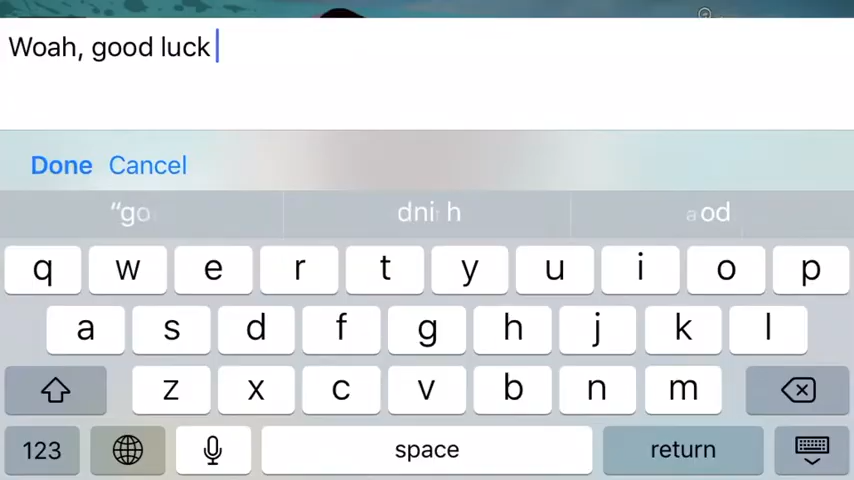 Woah, good luck
Done Cancel
q w e r t y u i o p
a s d f g h j k l
z x c v b n m
123 space return